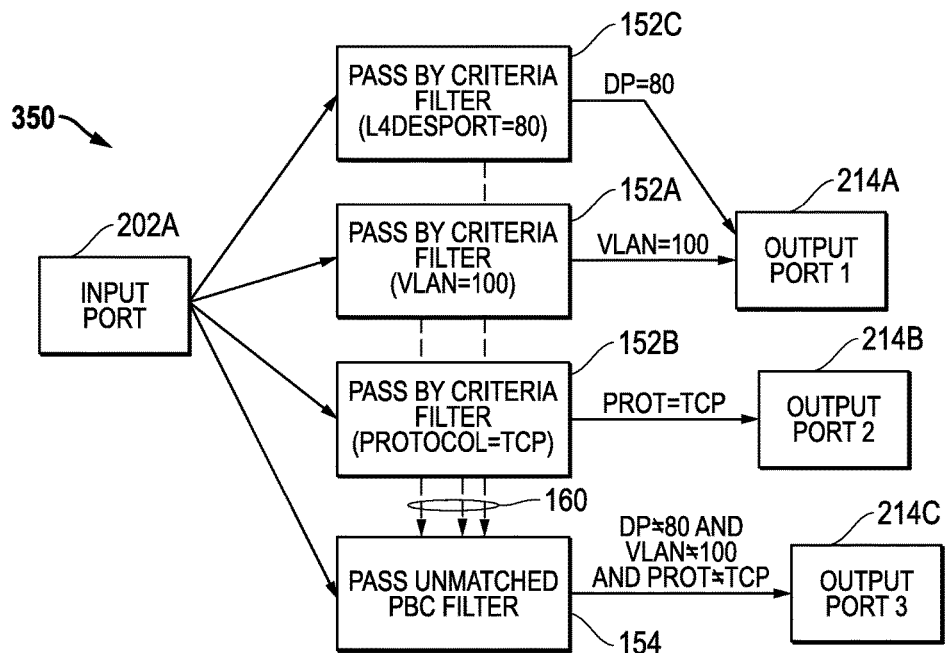 152C
PASS BY CRITERIA
FILTER
(L4DESPORT=80)
DP=80
350
152A
214A
202A
PASS BY CRITERIA
FILTER
(VLAN=100)
VLAN=100
OUTPUT
PORT 1
INPUT
PORT
152B
214B
PASS BY CRITERIA
FILTER
(PROTOCOL=TCP)
PROT=TCP
OUTPUT
PORT 2
160
214C
DP≠80 AND
VLAN≠100
AND PROT≠TCP
PASS UNMATCHED
PBC FILTER
OUTPUT
PORT 3
154